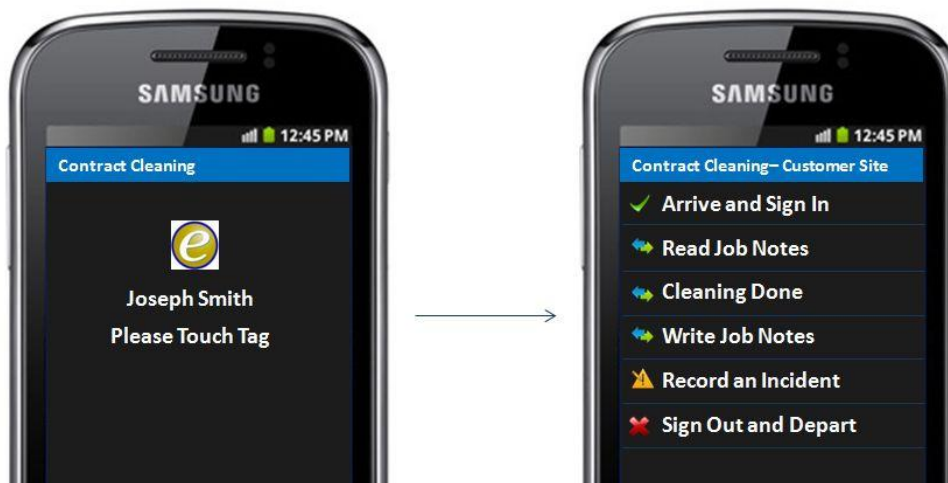 SAMSUNG
12:45 PM
Contract Cleaning
e
Joseph Smith
Please Touch Tag
SAMSUNG
12:45 PM
Contract Cleaning– Customer Site
Arrive and Sign In
Read Job Notes
Cleaning Done
Write Job Notes
Record an Incident
Sign Out and Depart